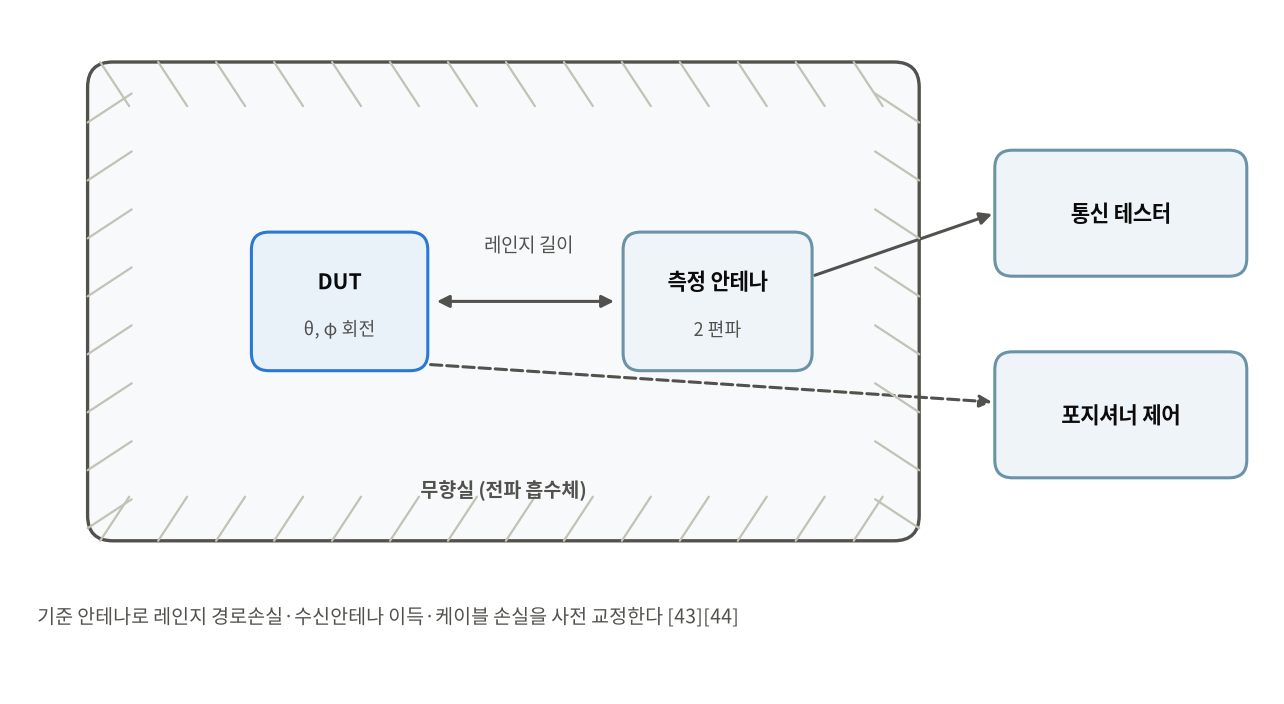 통신 테스터
레인지 길이
DUT
측정 안테나
θ, φ 회전
2 편파
포지셔너 제어
무향실 (전파 흡수체)
기준 안테나로 레인지 경로손실·수신안테나 이득·케이블 손실을 사전 교정한다 [43][44]